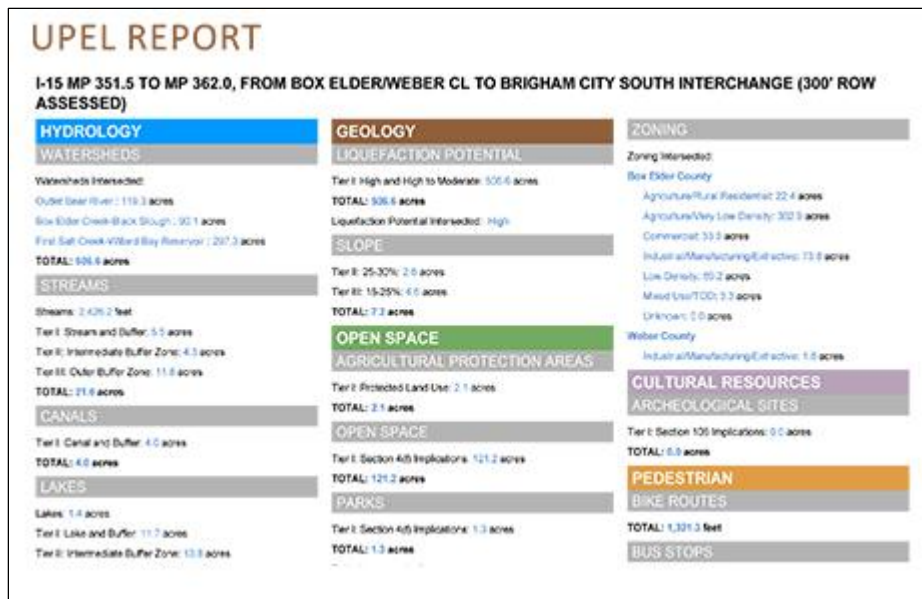 UPEL REPORT
I-15 MP 351.5 TO MP 362.0, FROM BOX ELDER/WEBER CL TO BRIGHAM CITY SOUTH INTERCHANGE (300' ROW
ASSESSED)
HYDROLOGY
WATERSHEDS
Watersheds Intersected:
Outlet Bear River : 119.3 acres
Box Elder Creek-Black Slough : 90.1 acres
First Salt Creek-Willard Bay Reservoir : 297.3 acres
TOTAL: 506.6 acres
STREAMS
Streams: 2,426.2 feet
Tier I: Stream and Buffer: 5.5 acres
Tier II: Intermediate Buffer Zone: 4.3 acres
Tier III: Outer Buffer Zone: 11.8 acres
TOTAL: 21.6 acres
CANALS
Tier I: Canal and Buffer: 4.0 acres
TOTAL: 4.0 acres
LAKES
Lakes: 1.4 acres
Tier I: Lake and Buffer: 11.7 acres
Tier II: Intermediate Buffer Zone: 13.8 acres
GEOLOGY
LIQUEFACTION POTENTIAL
Tier I: High and High to Moderate: 506.6 acres
TOTAL: 506.6 acres
Liquefaction Potential Intersected: High
SLOPE
Tier II: 25-30%: 2.6 acres
Tier III: 15-25%: 4.6 acres
TOTAL: 7.2 acres
OPEN SPACE
AGRICULTURAL PROTECTION AREAS
Tier I: Protected Land Use: 2.1 acres
TOTAL: 2.1 acres
OPEN SPACE
Tier I: Section 4(f) Implications: 121.2 acres
TOTAL: 121.2 acres
PARKS
Tier I: Section 4(f) Implications: 1.3 acres
TOTAL: 1.3 acres
ZONING
Zoning Intersected:
Box Elder County
Agriculture/Rural Residential: 22.4 acres
Agriculture/Very Low Density: 302.9 acres
Commercial: acres
Industrial/Manufacturing/Extractive: 73.8 acres
Low Density: acres
Mixed Use/TOD: 3.3 acres
Unknown: acres
Weber County
Industrial/Manufacturing/Extractive: 1.6 acres
CULTURAL RESOURCES
ARCHEOLOGICAL SITES
Tier I: Section 106 Implications: 0.0 acres
TOTAL: 0.0 acres
PEDESTRIAN
BIKE ROUTES
TOTAL: 1,331.3 feet
BUS STOPS